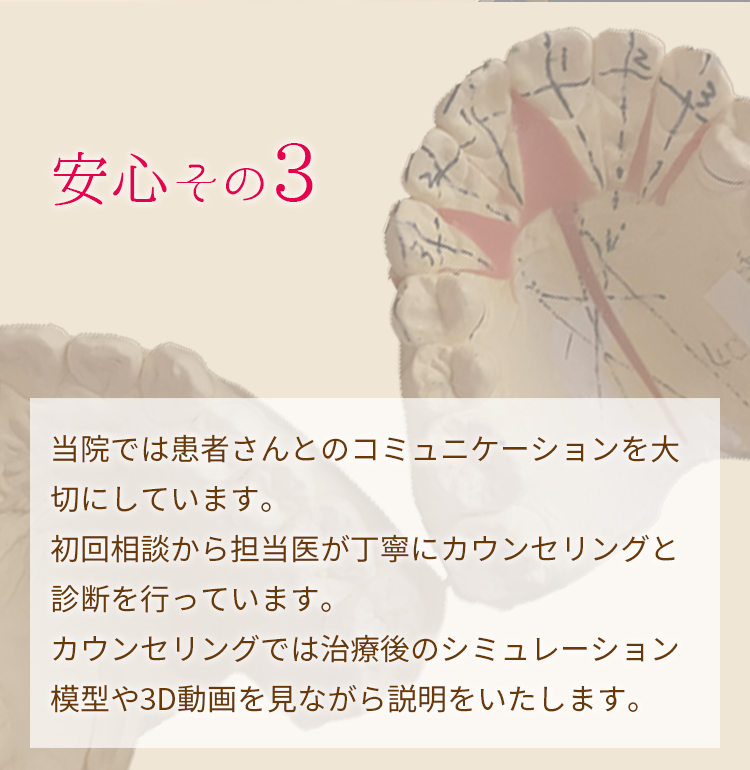 安心その3
当院では患者さんとのコミュニケーションを大
切にしています。
初回相談から担当医が丁寧にカウンセリングと
診断を行っています。
カウンセリングでは治療後のシミュレーション
模型や3D動画を見ながら説明をいたします。